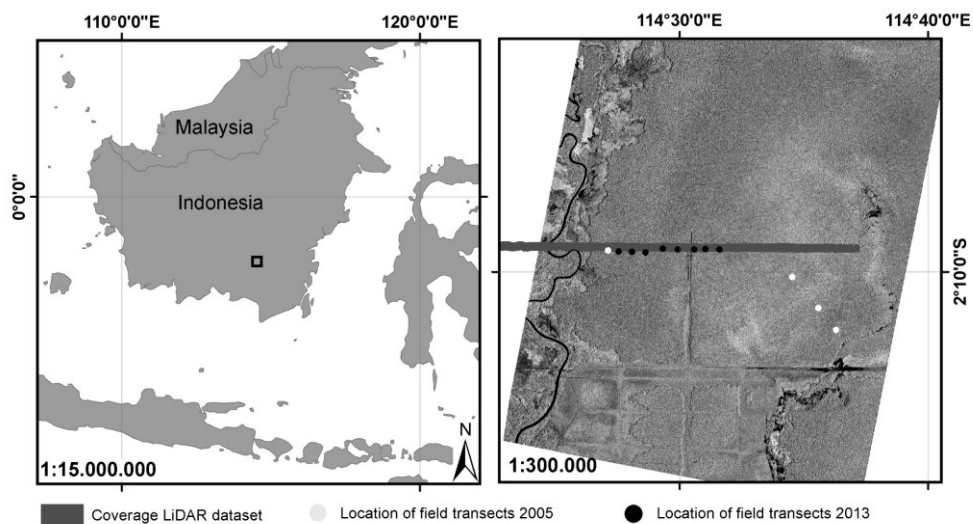 110°0'0"E
120°0'0"E
114°30'E
114°40'E
0°0'0"
Malaysia
Indonesia
N
1:15.000.000
2°10'0"S
1:300.000
Coverage LiDAR dataset
Location of field transects 2005
Location of field transects 2013